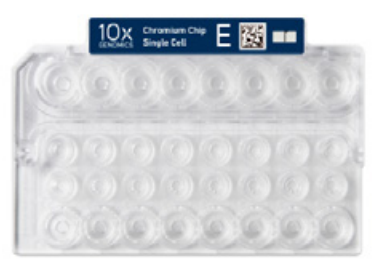 10x
GENOMICS
Chromium Chip
Single Cell
E